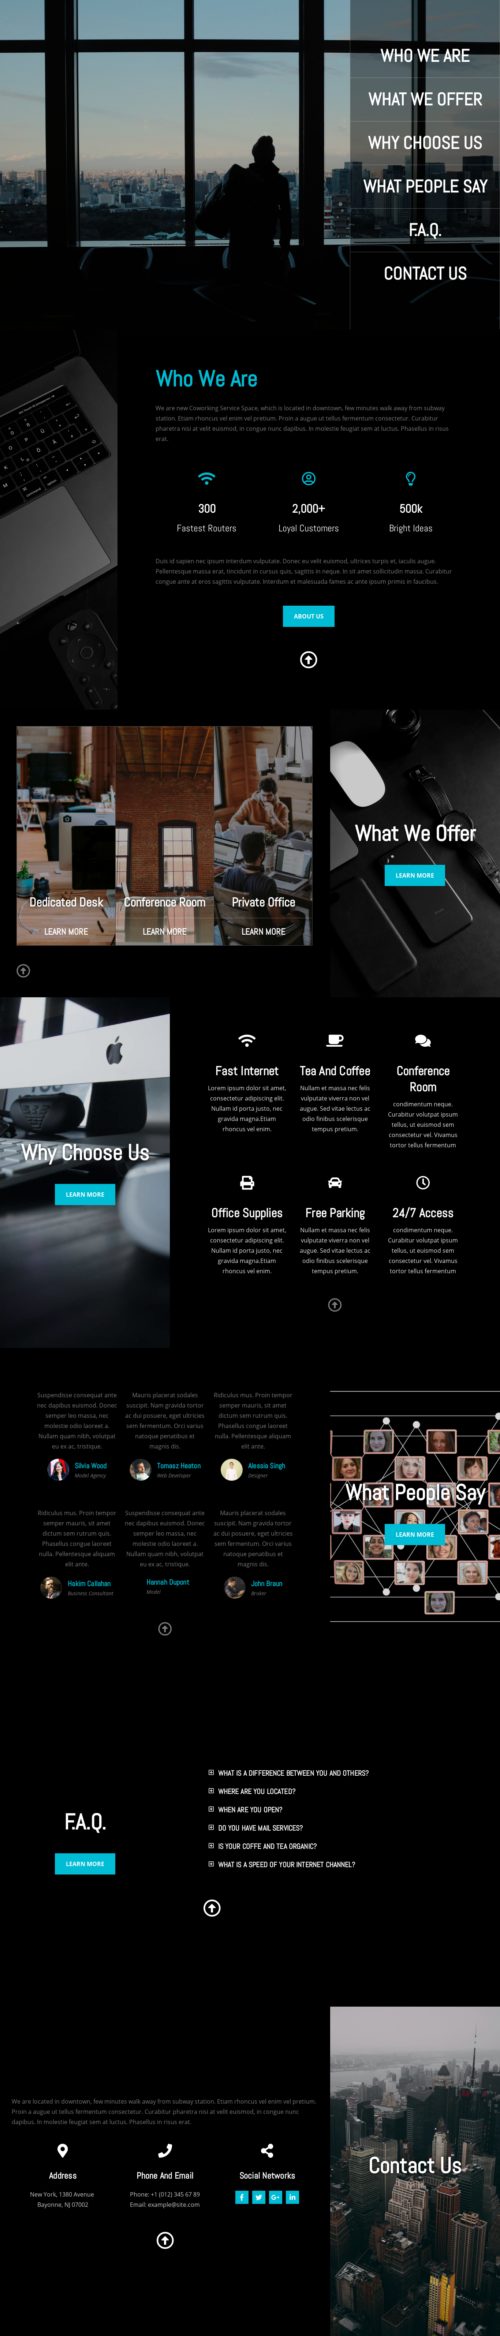 WHO WE ARE
WHAT WE OFFER
WHY CHOOSE US
WHAT PEOPLE SAY
F.A.Q.
CONTACT US
Who We Are
We are new Coworking Service Space, which is located in downtown, few minutes walk away from subway
station. Etiam rhoncus vel enim vel pretium. Proin a augue ut tellus fermentum consectetur. Curabitur
pharetra nisi at velit euismod, in congue nunc dapibus. In molestie feugiat sem at luctus. Phasellus in risus
erat.
300
Fastest Routers
2,000+
Loyal Customers
500k
Bright Ideas
Duis id sapien nec ipsum interdum vulputate. Donec eu velit euismod, ultrices turpis et, iaculis augue.
Pellentesque massa erat, tincidunt in cursus quis, sagittis in neque. In sit amet sollicitudin massa. Curabitur
congue ante at eros sagittis vulputate. Interdum et malesuada fames ac ante ipsum primis in faucibus.
ABOUT US
Dedicated Desk
LEARN MORE
Conference Room
LEARN MORE
Private Office
LEARN MORE
What We Offer
LEARN MORE
Why Choose Us
LEARN MORE
Fast Internet
Lorem ipsum dolor sit amet,
consectetur adipiscing elit.
Nullam id porta justo, nec
gravida magna.Etiam
rhoncus vel enim.
Tea And Coffee
Nullam et massa nec felis
vulputate viverra non vel
augue. Sed vitae lectus ac
odio finibus scelerisque
tempus pretium.
Conference
Room
condimentum neque.
Curabitur volutpat ipsum
tellus, ut euismod sem
consectetur vel. Vivamus
tortor tellus fermentum
Office Supplies
Lorem ipsum dolor sit amet,
consectetur adipiscing elit.
Nullam id porta justo, nec
gravida magna.Etiam
rhoncus vel enim.
Free Parking
Nullam et massa nec felis
vulputate viverra non vel
augue. Sed vitae lectus ac
odio finibus scelerisque
tempus pretium.
24/7 Access
condimentum neque.
Curabitur volutpat ipsum
tellus, ut euismod sem
consectetur vel. Vivamus
tortor tellus fermentum
Suspendisse consequat ante
nec dapibus euismod. Donec
semper leo massa, nec
molestie odio laoreet a.
Nullam quam nibh, volutpat
eu ex ac, tristique.
Silvia Wood
Model Agency
Mauris placerat sodales
suscipit. Nam gravida tortor
ac dui posuere, eget ultricies
sem fermentum. Orci varius
natoque penatibus et
magnis dis.
Tomasz Heaton
Web Developer
Ridiculus mus. Proin tempor
semper mauris, sit amet
dictum sem rutrum quis.
Phasellus congue laoreet
nulla. Pellentesque aliquam
elit ante.
Alessia Singh
Designer
Ridiculus mus. Proin tempor
semper mauris, sit amet
dictum sem rutrum quis.
Phasellus congue laoreet
nulla. Pellentesque aliquam
elit ante.
Hakim Callahan
Business Consultant
Suspendisse consequat ante
nec dapibus euismod. Donec
semper leo massa, nec
molestie odio laoreet a.
Nullam quam nibh, volutpat
eu ex ac, tristique.
Hannah Dupont
Model
Mauris placerat sodales
suscipit. Nam gravida tortor
ac dui posuere, eget ultricies
sem fermentum. Orci varius
natoque penatibus et
magnis dis.
John Braun
Broker
What People Say
LEARN MORE
F.A.Q.
LEARN MORE
WHAT IS A DIFFERENCE BETWEEN YOU AND OTHERS?
WHERE ARE YOU LOCATED?
WHEN ARE YOU OPEN?
DO YOU HAVE MAIL SERVICES?
IS YOUR COFFE AND TEA ORGANIC?
WHAT IS A SPEED OF YOUR INTERNET CHANNEL?
We are located in downtown, few minutes walk away from subway station. Etiam rhoncus vel enim vel pretium.
Proin a augue ut tellus fermentum consectetur. Curabitur pharetra nisi at velit euismod, in congue nunc
dapibus. In molestie feugiat sem at luctus. Phasellus in risus erat.
Address
New York, 1380 Avenue
Bayonne, NJ 07002
Phone And Email
Phone: +1 (012) 345 67 89
Email: example@site.com
Social Networks
Contact Us